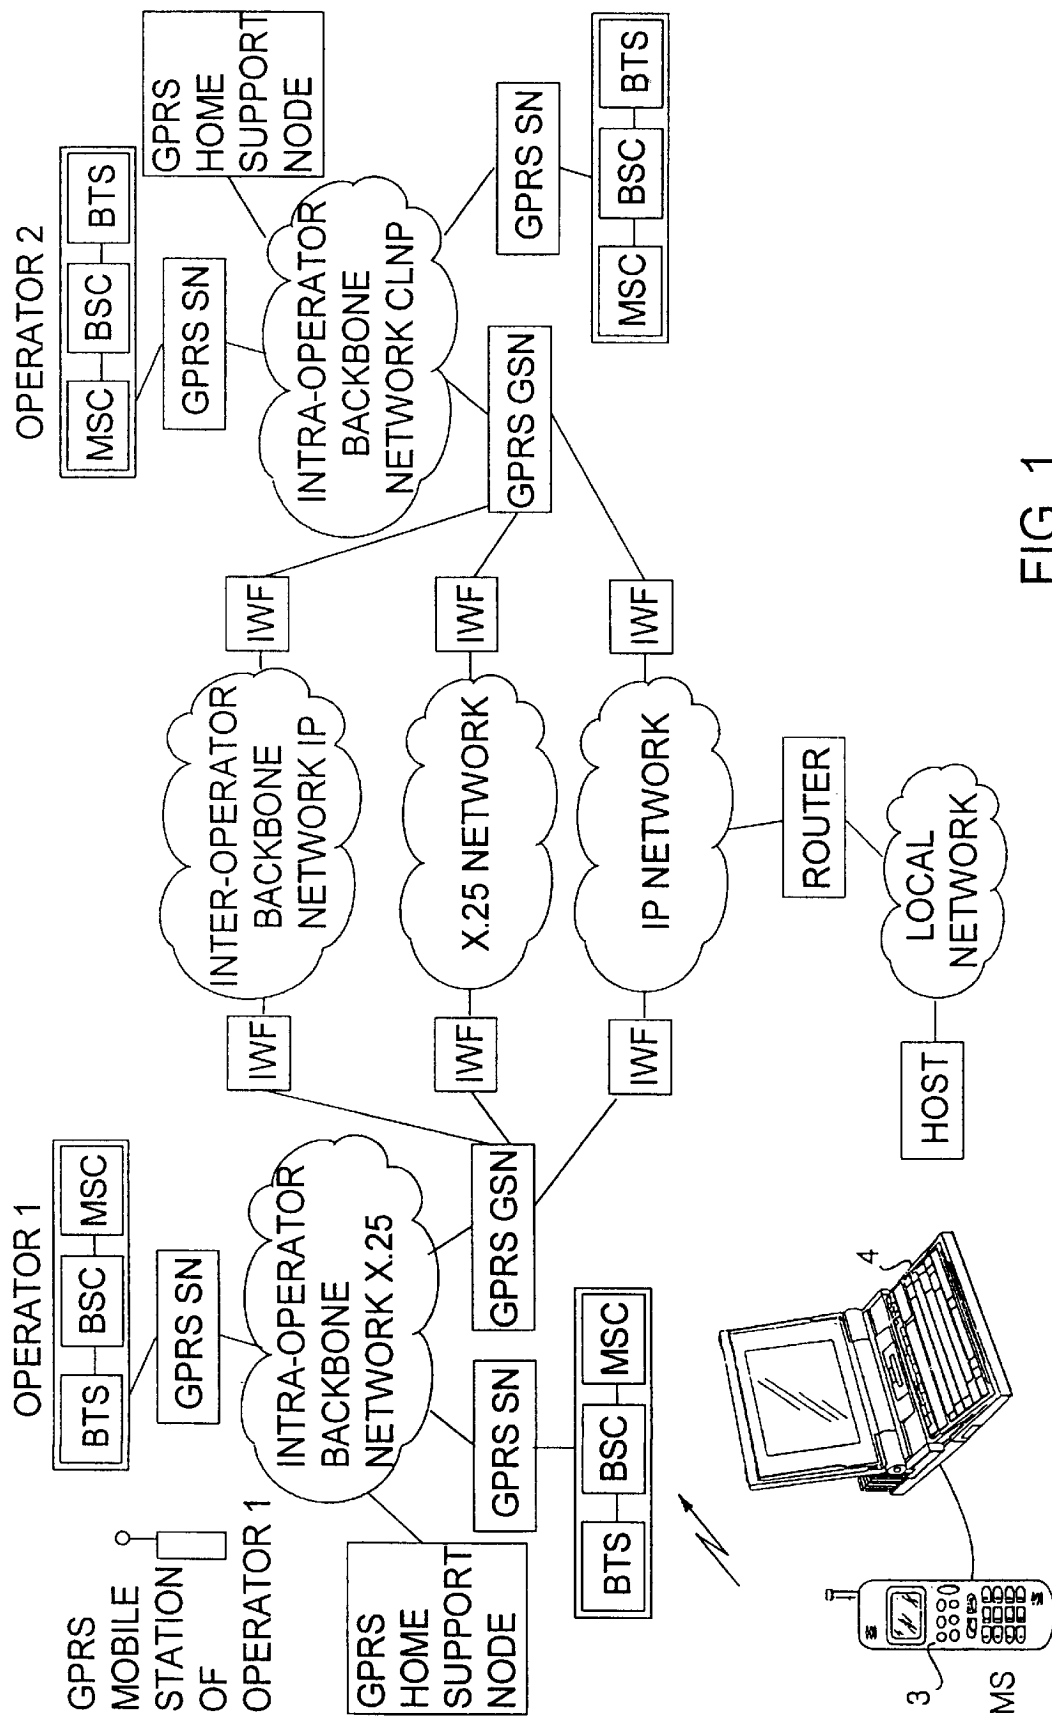 OPERATOR 1
OPERATOR 2
GPRS
MOBILE
STATION
OF
OPERATOR 1
BTS
BSC
MSC
GPRS SN
INTRA-OPERATOR
BACKBONE
NETWORK X.25
GPRS
HOME
SUPPORT
NODE
GPRS SN
BTS
BSC
MSC
GPRS GSN
IWF
IWF
IWF
INTER-OPERATOR
BACKBONE
NETWORK IP
X.25 NETWORK
IP NETWORK
IWF
IWF
IWF
MSC
BSC
BTS
GPRS SN
GPRS
HOME
SUPPORT
NODE
INTRA-OPERATOR
BACKBONE
NETWORK CLNP
GPRS GSN
GPRS SN
MSC
BSC
BTS
ROUTER
LOCAL
NETWORK
HOST
3
MS
4
FIG. 1